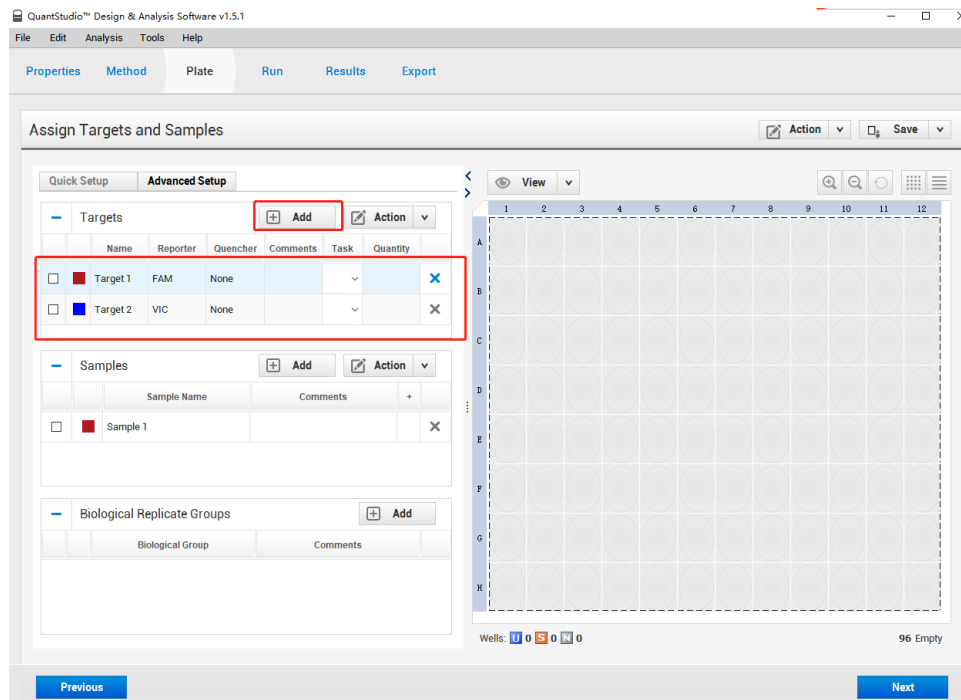 QuantStudio™ Design & Analysis Software v1.5.1
File Edit Analysis Tools Help
Properties Method Plate Run Results Export
Assign Targets and Samples
Action
Save
Quick Setup Advanced Setup
View
Targets
Add
Action
Name Reporter Quencher Comments Task Quantity
Target 1 FAM None
Target 2 VIC None
Samples
Add
Action
Sample Name Comments +
Sample 1
Biological Replicate Groups
Add
Biological Group Comments
1 2 3 4 5 6 7 8 9 10 11 12
A
B
C
D
E
F
G
H
Wells: U 0 S 0 N 0
96 Empty
Previous
Next